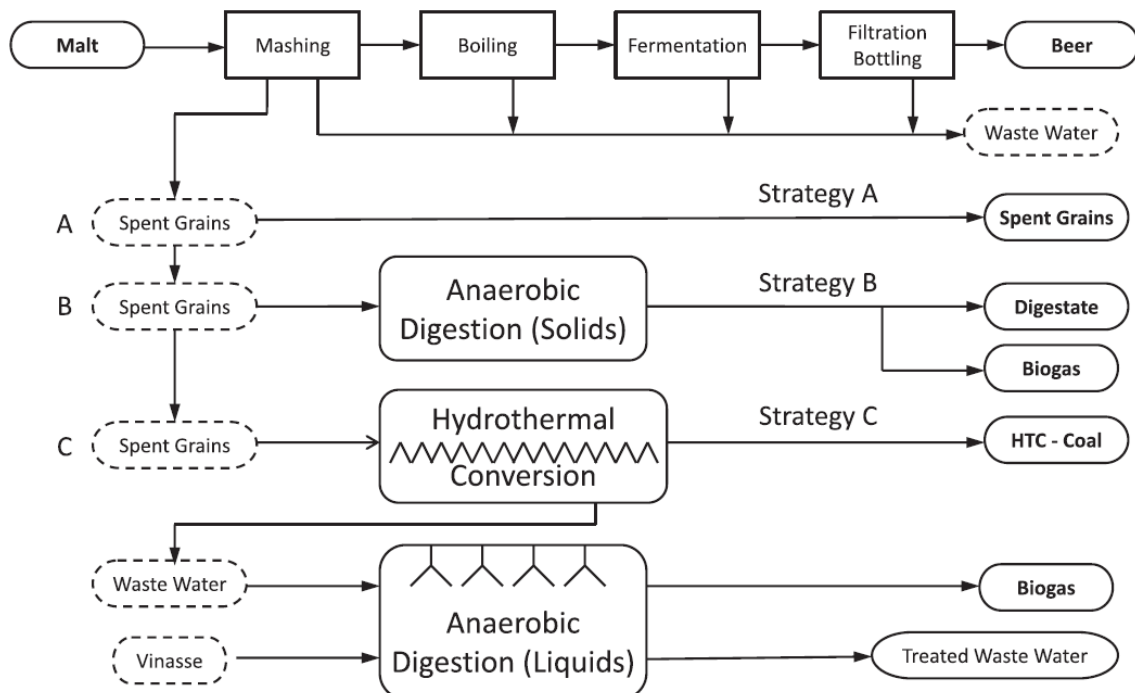 Malt
Mashing
Boiling
Fermentation
Filtration
Bottling
Beer
Waste Water
Strategy A
A
Spent Grains
Spent Grains
Anaerobic
Digestion (Solids)
Strategy B
B
Spent Grains
Digestate
Biogas
Hydrothermal
Conversion
Strategy C
C
Spent Grains
HTC - Coal
Waste Water
Biogas
Anaerobic
Digestion (Liquids)
Vinasse
Treated Waste Water